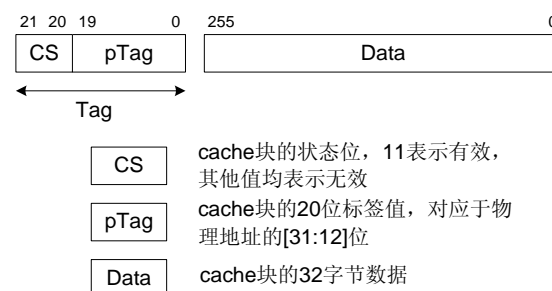 21 20 19 0 255 0
CS pTag Data
Tag
CS cache块的状态位，11表示有效，
其他值均表示无效
pTag cache块的20位标签值，对应于物
理地址的[31:12]位
Data cache块的32字节数据